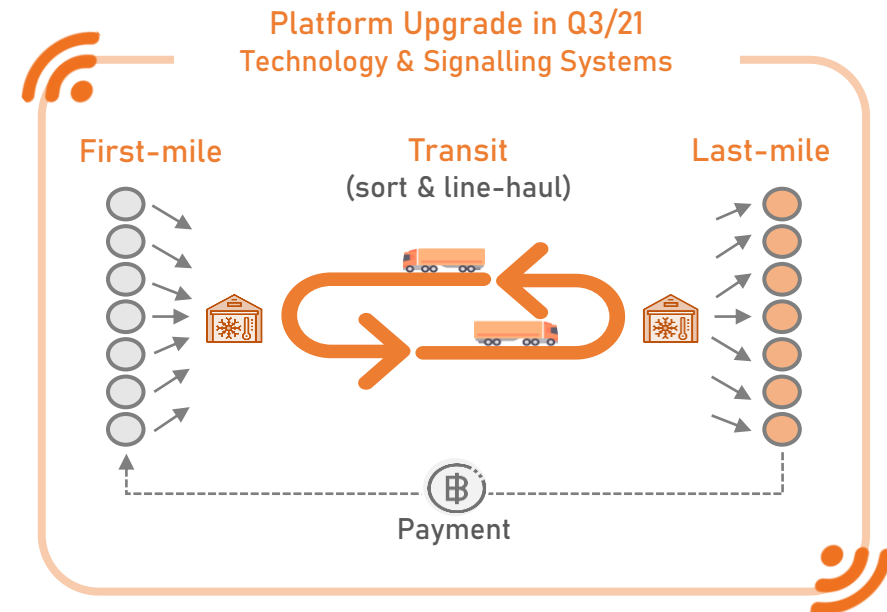 Platform Upgrade in Q3/21
Technology & Signalling Systems
First-mile
Transit
Last-mile
(sort & line-haul)
฿
Payment